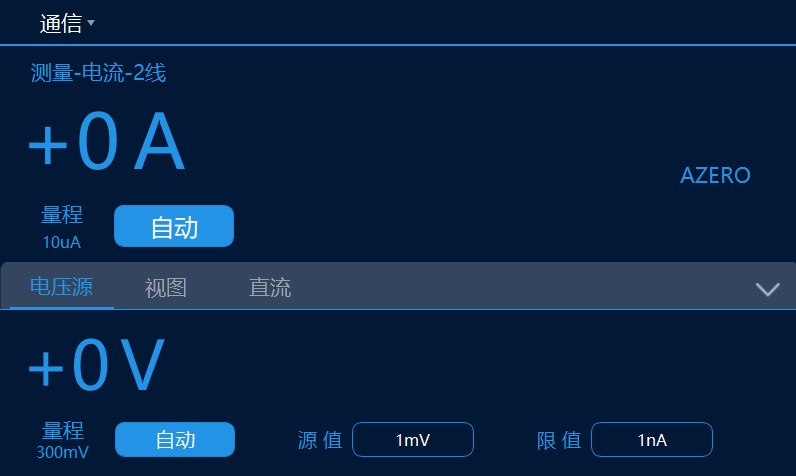 通信
测量-电流-2线
+0 A
AZERO
量程 自动
10uA
电压源 视图 直流
+0 V
量程 自动 源 值 1mV 限 值 1nA
300mV